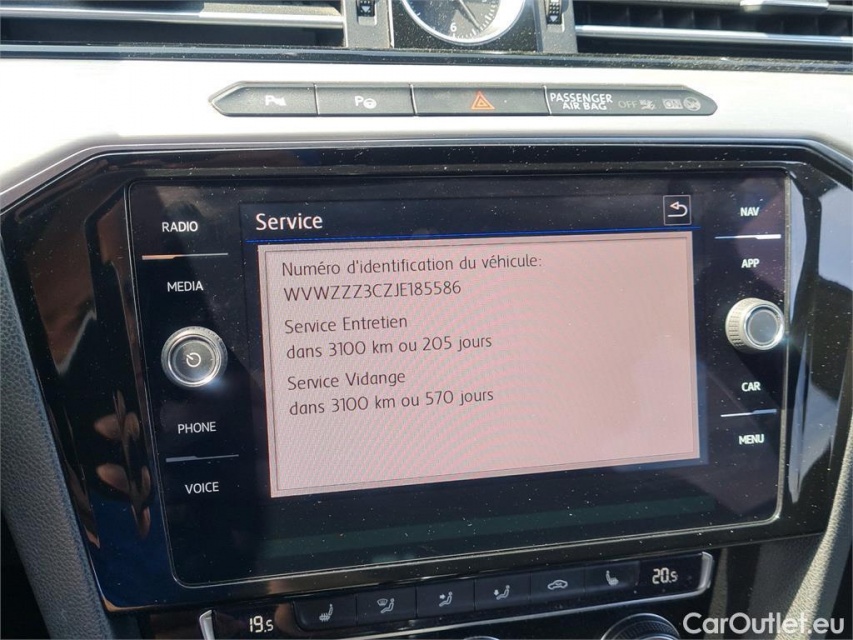 6
P
P
PASSENGER
AIR BAG
OFF
ON
RADIO
MEDIA
PHONE
VOICE
Service
Numéro d'identification du véhicule:
WVWZZZ3CZJE185586
Service Entretien
dans 3100 km ou 205 jours
Service Vidange
dans 3100 km ou 570 jours
NAV
APP
CAR
MENU
19.5
20.5
CarOutlet.eu